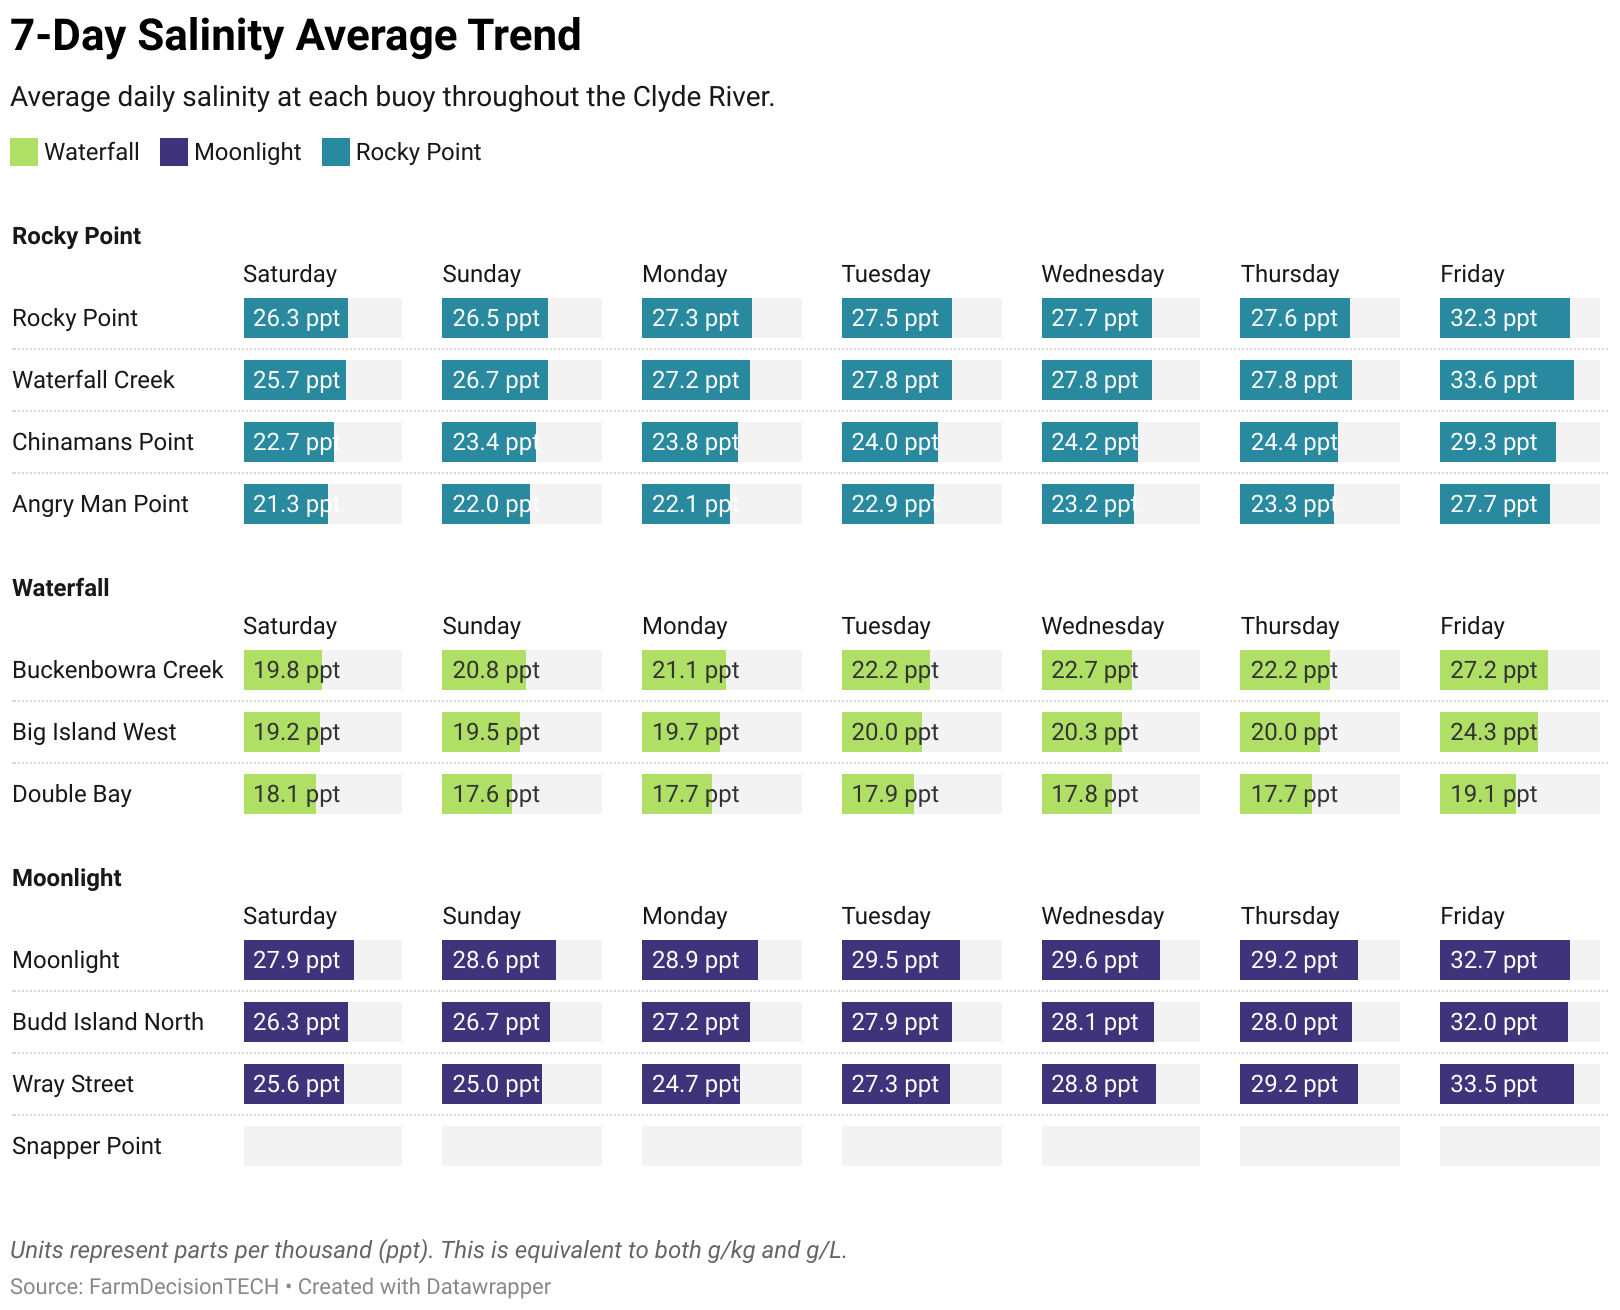 7-Day Salinity Average Trend
Average daily salinity at each buoy throughout the Clyde River.
Waterfall Moonlight Rocky Point
Rocky Point
Saturday Sunday Monday Tuesday Wednesday Thursday Friday
Rocky Point 26.3 ppt 26.5 ppt 27.3 ppt 27.5 ppt 27.7 ppt 27.6 ppt 32.3 ppt
Waterfall Creek 25.7 ppt 26.7 ppt 27.2 ppt 27.8 ppt 27.8 ppt 27.8 ppt 33.6 ppt
Chinamans Point 22.7 ppt 23.4 ppt 23.8 ppt 24.0 ppt 24.2 ppt 24.4 ppt 29.3 ppt
Angry Man Point 21.3 ppt 22.0 ppt 22.1 ppt 22.9 ppt 23.2 ppt 23.3 ppt 27.7 ppt
Waterfall
Saturday Sunday Monday Tuesday Wednesday Thursday Friday
Buckenbowra Creek 19.8 ppt 20.8 ppt 21.1 ppt 22.2 ppt 22.7 ppt 22.2 ppt 27.2 ppt
Big Island West 19.2 ppt 19.5 ppt 19.7 ppt 20.0 ppt 20.3 ppt 20.0 ppt 24.3 ppt
Double Bay 18.1 ppt 17.6 ppt 17.7 ppt 17.9 ppt 17.8 ppt 17.7 ppt 19.1 ppt
Moonlight
Saturday Sunday Monday Tuesday Wednesday Thursday Friday
Moonlight 27.9 ppt 28.6 ppt 28.9 ppt 29.5 ppt 29.6 ppt 29.2 ppt 32.7 ppt
Budd Island North 26.3 ppt 26.7 ppt 27.2 ppt 27.9 ppt 28.1 ppt 28.0 ppt 32.0 ppt
Wray Street 25.6 ppt 25.0 ppt 24.7 ppt 27.3 ppt 28.8 ppt 29.2 ppt 33.5 ppt
Snapper Point
Units represent parts per thousand (ppt). This is equivalent to both g/kg and g/L.
Source: FarmDecisionTECH • Created with Datawrapper